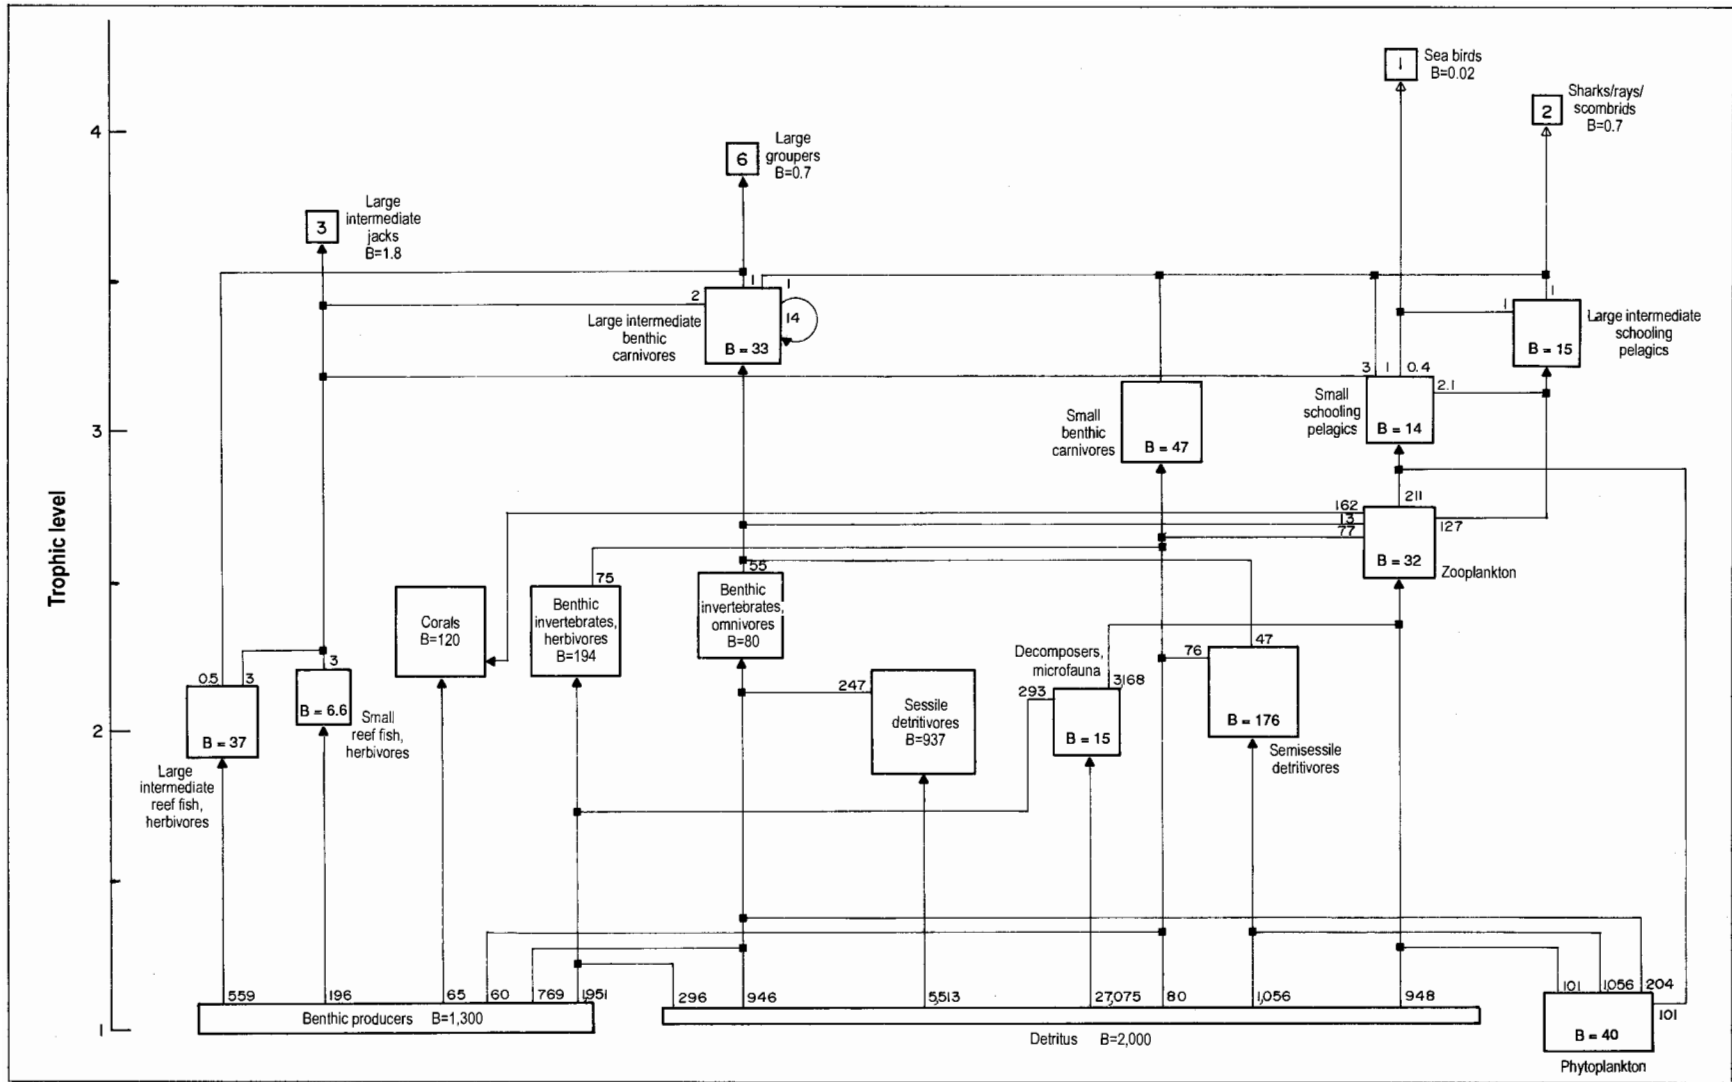 Trophic level
4
3
2
1
1
Sea birds
B=0.02
2
Sharks/rays/
scombrids
B=0.7
6
Large
groupers
B=0.7
3
Large
intermediate
jacks
B=1.8
2
1
1
14
B = 33
Large intermediate
benthic
carnivores
1
1
B = 15
Large intermediate
schooling
pelagics
3
1
0.4
2.1
B = 14
Small
schooling
pelagics
B = 47
Small
benthic
carnivores
162
13
77
211
127
B = 32
Zooplankton
55
Benthic
invertebrates,
omnivores
B=80
75
Benthic
invertebrates,
herbivores
B=194
Corals
B=120
0.5
3
B = 37
Large
intermediate
reef fish,
herbivores
3
B = 6.6
Small
reef fish,
herbivores
247
Sessile
detritivores
B=937
Decomposers,
microfauna
293
3168
B = 15
76
47
B = 176
Semisessile
detritivores
559
196
65
60
769
1,951
Benthic producers B=1,300
296
946
5,513
27,075
80
1,056
948
Detritus B=2,000
101
1,056
204
101
B = 40
Phytoplankton